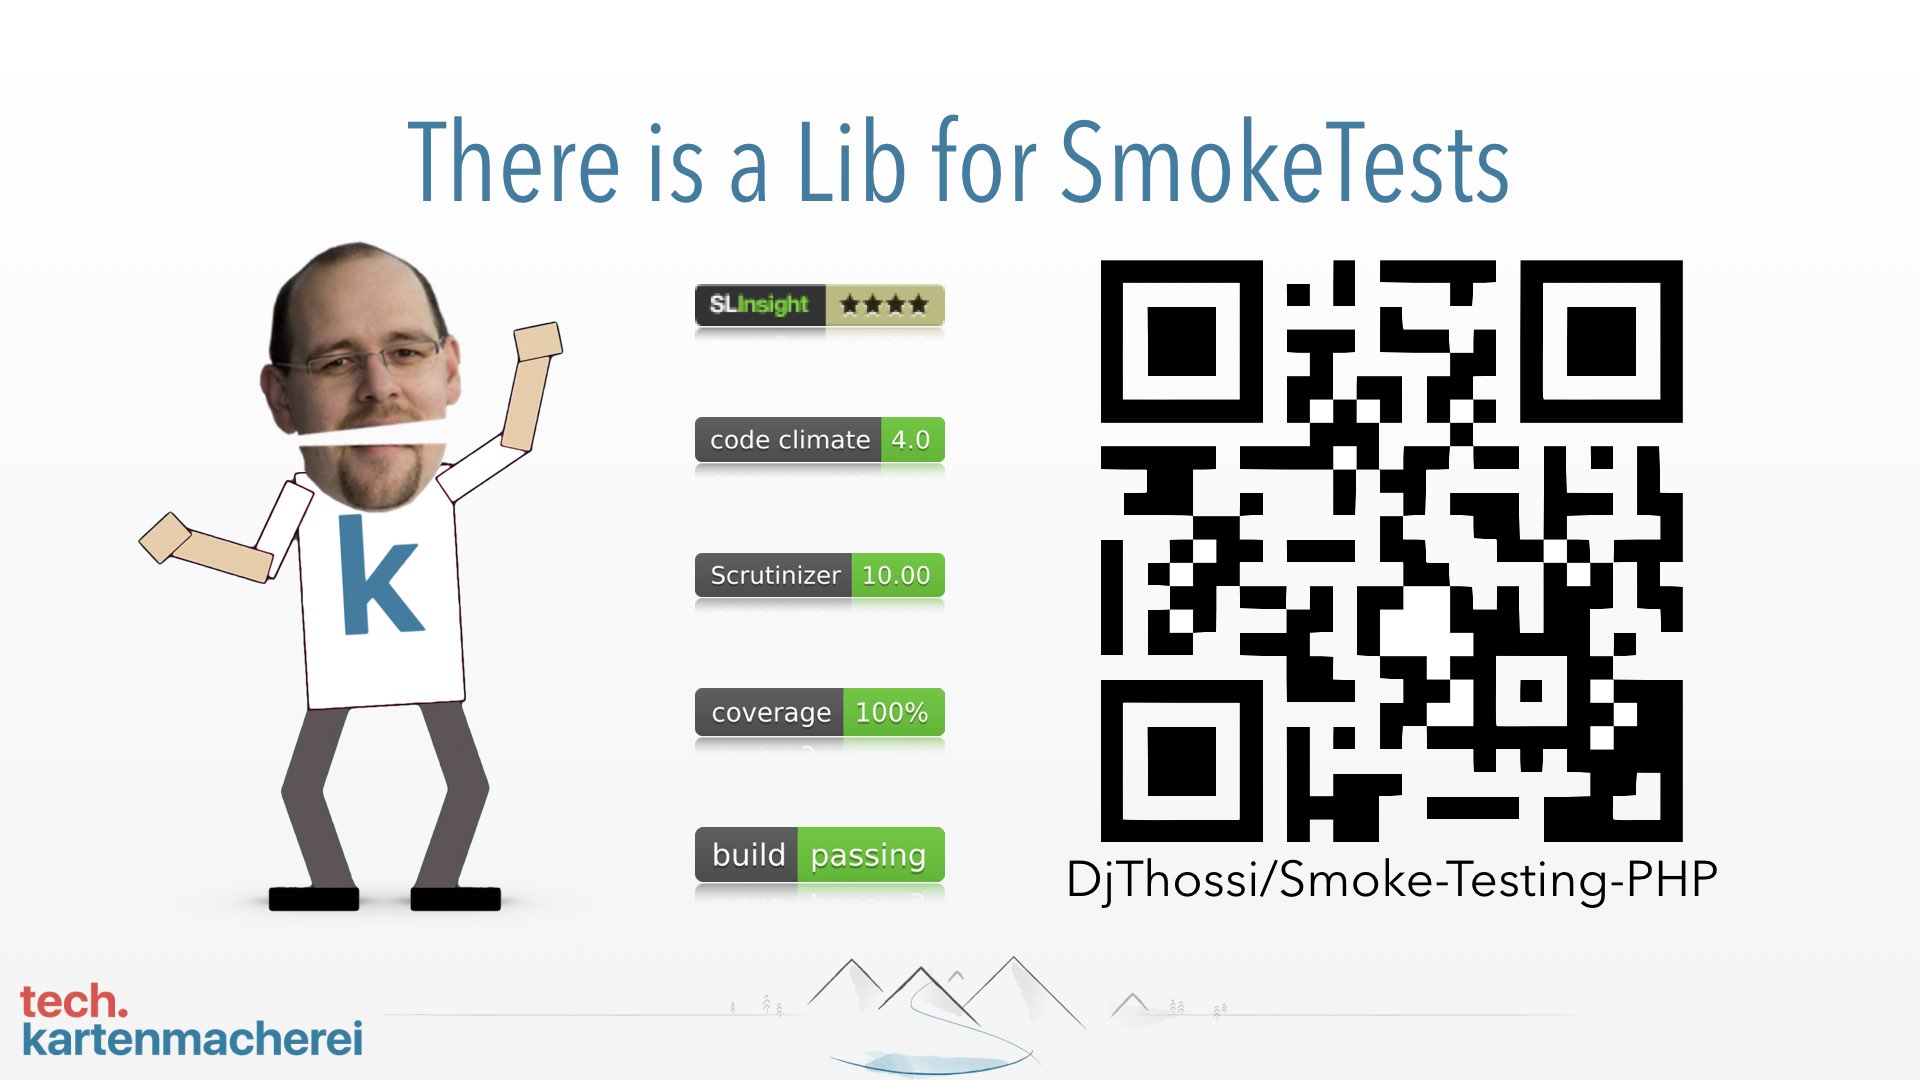 There is a Lib for SmokeTests
SLInsight ★★★★
code climate 4.0
k
Scrutinizer 10.00
coverage 100%
build passing
DjThossi/Smoke-Testing-PHP
tech.
kartenmacherei